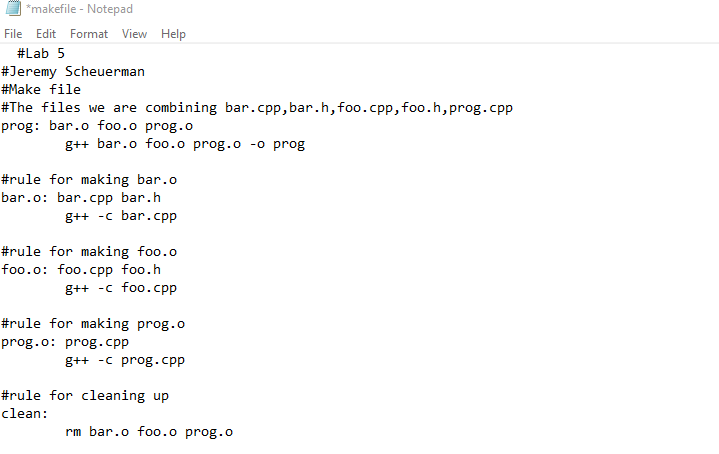 *makefile - Notepad
File Edit Format View Help
#Lab 5
#Jeremy Scheuerman
#Make file
#The files we are combining bar.cpp,bar.h,foo.cpp,foo.h,prog.cpp
prog: bar.o foo.o prog.o
g++ bar.o foo.o prog.o -o prog
#rule for making bar.o
bar.o: bar.cpp bar.h
g++ -c bar.cpp
#rule for making foo.o
foo.o: foo.cpp foo.h
g++ -c foo.cpp
#rule for making prog.o
prog.o: prog.cpp
g++ -c prog.cpp
#rule for cleaning up
clean:
rm bar.o foo.o prog.o